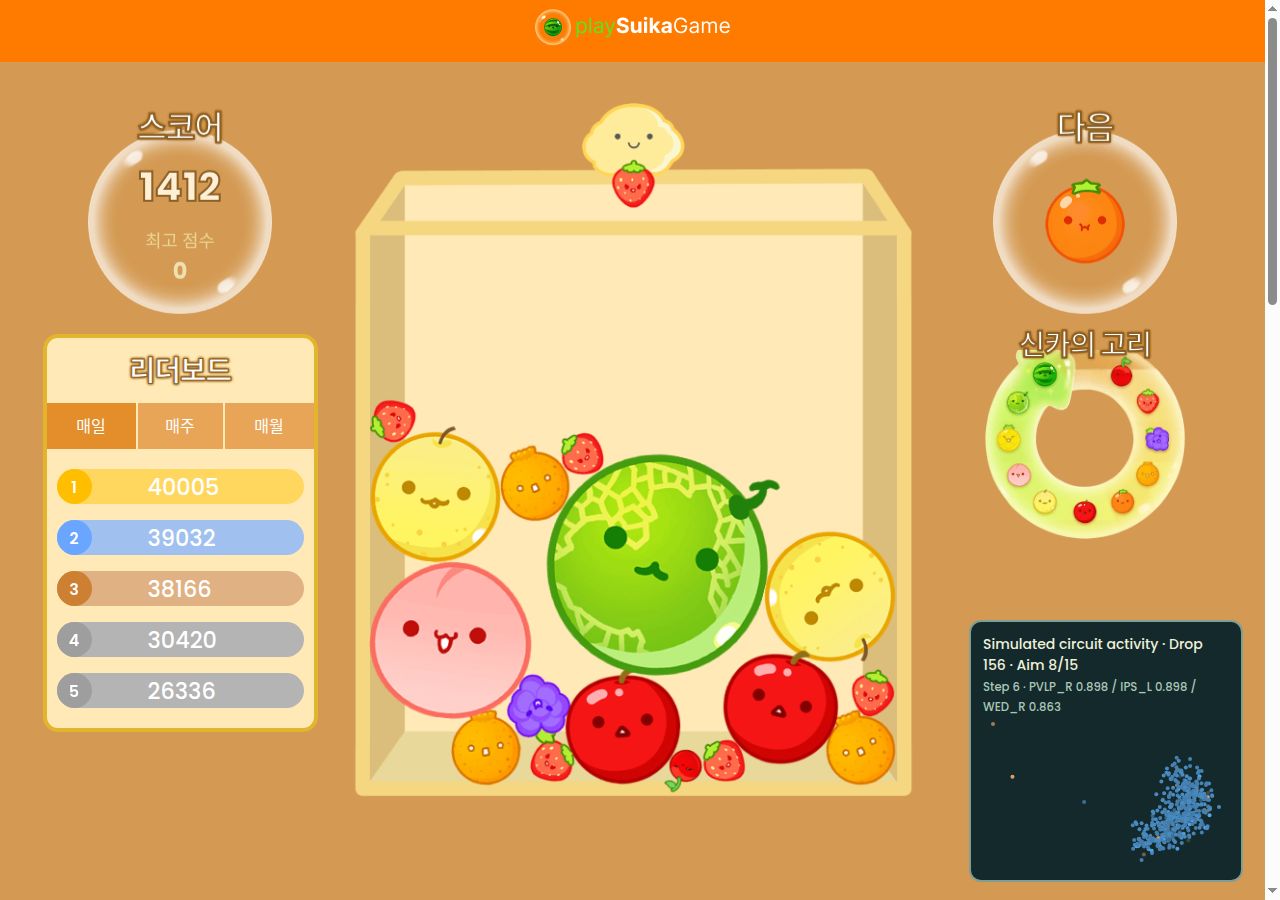 playSuikaGame
스코어
1412
최고 점수
0
다음
신카의 고리
리더보드
매일 매주 매월
1 40005
2 39032
3 38166
4 30420
5 26336
Simulated circuit activity · Drop
156 · Aim 8/15
Step 6 · PVLP_R 0.898 / IPS_L 0.898 /
WED_R 0.863